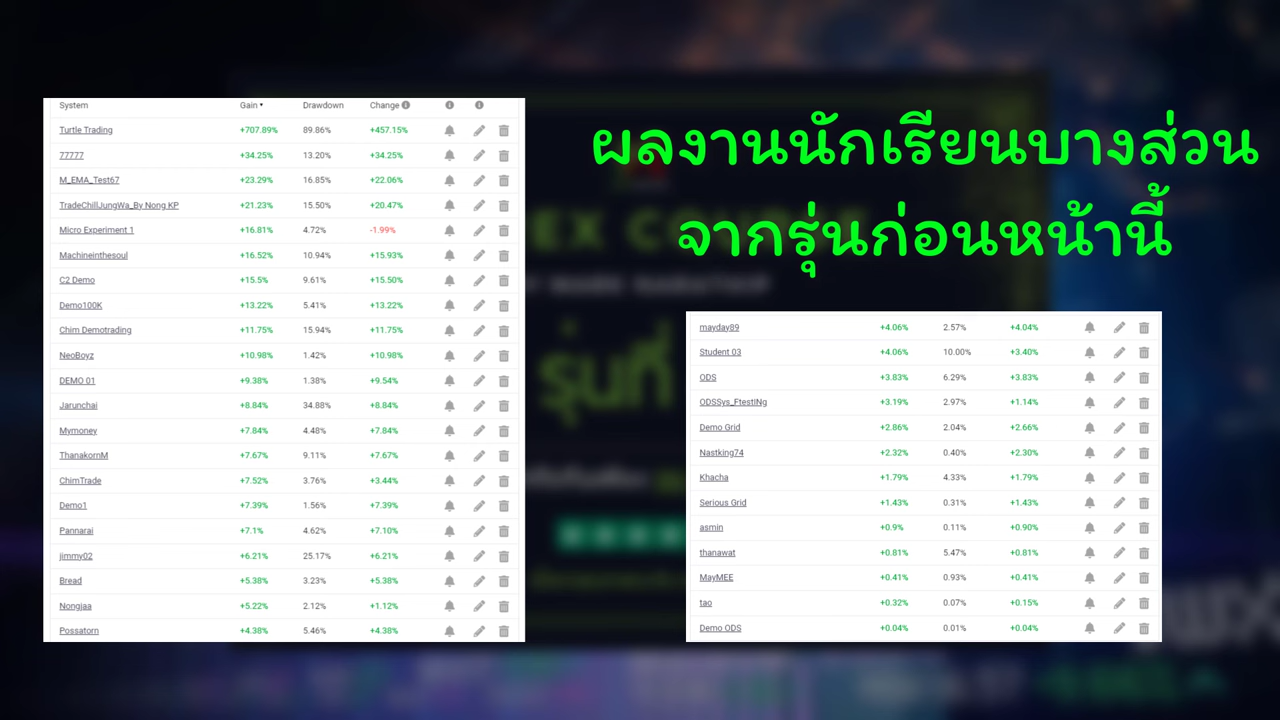 ผลงานนักเรียนบางส่วน
จากรุ่นก่อนหน้านี้
System Gain Drawdown Change
Turtle Trading +707.89% 89.86% +457.15%
77777 +34.25% 13.20% +34.25%
M_EMA_Test67 +23.29% 16.85% +22.06%
TradeChillJungWa_By Nong KP +21.23% 15.50% +20.47%
Micro Experiment 1 +16.81% 4.72% -1.99%
Machineinthesoul +16.52% 10.94% +15.93%
C2 Demo +15.5% 9.61% +15.50%
Demo100K +13.22% 5.41% +13.22%
Chim Demotrading +11.75% 15.94% +11.75%
NeoBoyz +10.98% 1.42% +10.98%
DEMO 01 +9.38% 1.38% +9.54%
Jarunchai +8.84% 34.88% +8.84%
Mymoney +7.84% 4.48% +7.84%
ThanakornM +7.67% 9.11% +7.67%
ChimTrade +7.52% 3.76% +3.44%
Demo1 +7.39% 1.56% +7.39%
Pannarai +7.1% 4.62% +7.10%
jimmy02 +6.21% 25.17% +6.21%
Bread +5.38% 3.23% +5.38%
Nongjaa +5.22% 2.12% +1.12%
Possatorn +4.38% 5.46% +4.38%
mayday89 +4.06% 2.57% +4.04%
Student 03 +4.06% 10.00% +3.40%
ODS +3.83% 6.29% +3.83%
ODSSys_FtestINg +3.19% 2.97% +1.14%
Demo Grid +2.86% 2.04% +2.66%
Nastking74 +2.32% 0.40% +2.30%
Khacha +1.79% 4.33% +1.79%
Serious Grid +1.43% 0.31% +1.43%
asmin +0.9% 0.11% +0.90%
thanawat +0.81% 5.47% +0.81%
MayMEE +0.41% 0.93% +0.41%
tao +0.32% 0.07% +0.15%
Demo ODS +0.04% 0.01% +0.04%
รุ่นที่